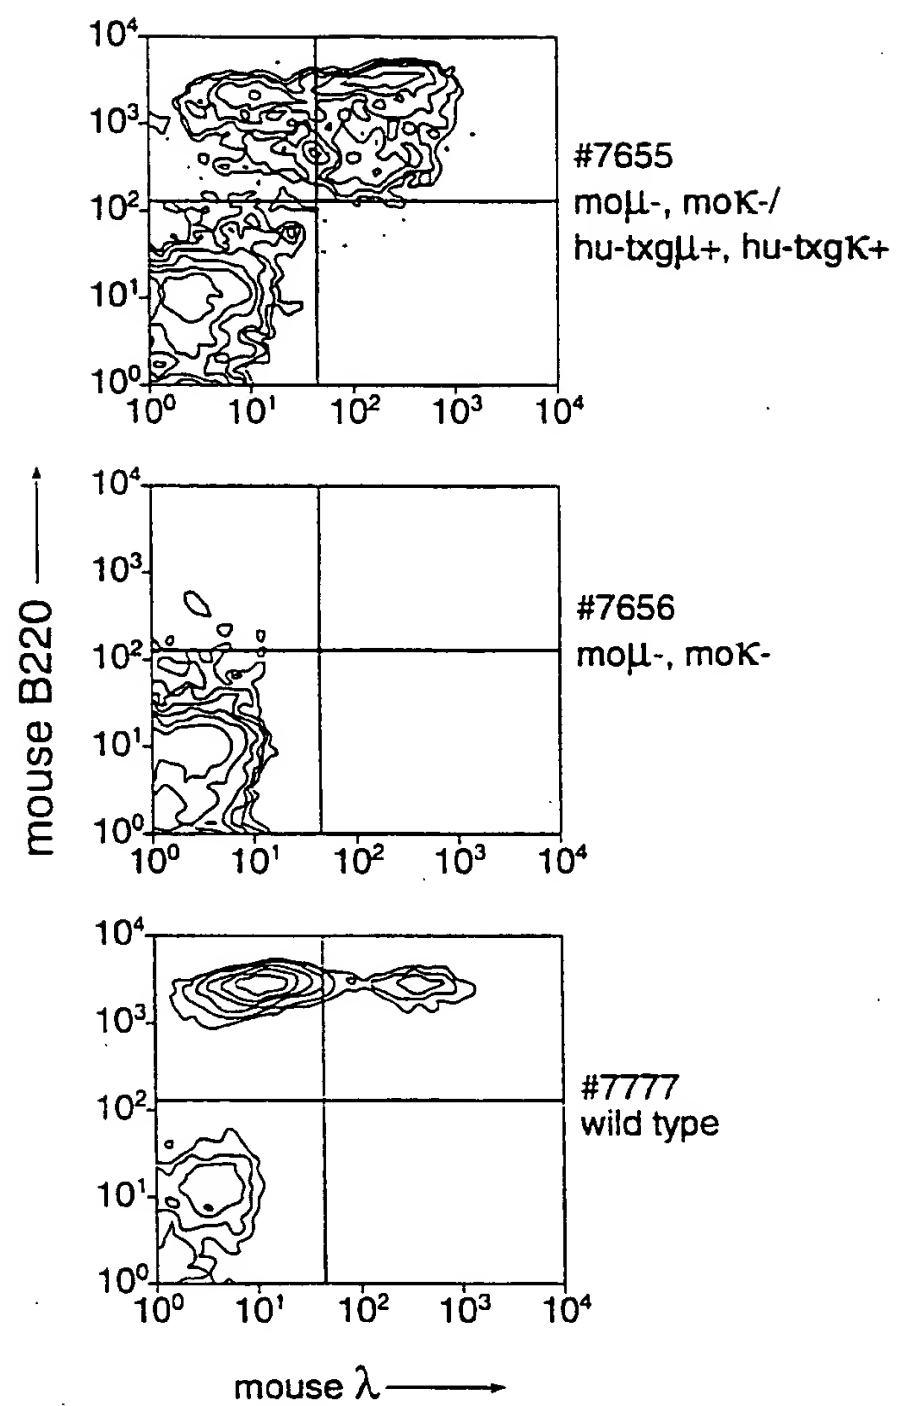 10⁴
10³
10²
10¹
10⁰
10⁰ 10¹ 10² 10³ 10⁴
#7655
moμ-, moκ-/
hu-txgμ+, hu-txgκ+
10⁴
10³
10²
10¹
10⁰
10⁰ 10¹ 10² 10³ 10⁴
#7656
moμ-, moκ-
mouse B220
10⁴
10³
10²
10¹
10⁰
10⁰ 10¹ 10² 10³ 10⁴
#7777
wild type
mouse λ